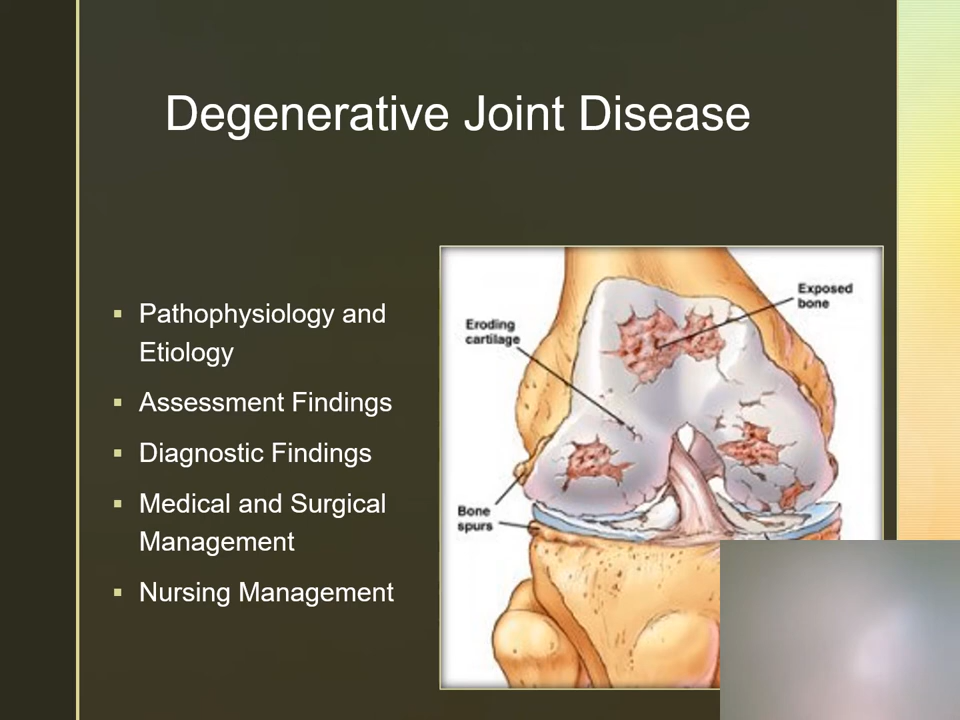 Degenerative Joint Disease
▪ Pathophysiology and
Etiology
▪ Assessment Findings
▪ Diagnostic Findings
▪ Medical and Surgical
Management
▪ Nursing Management
Exposed
bone
Eroding
cartilage
Bone
spurs